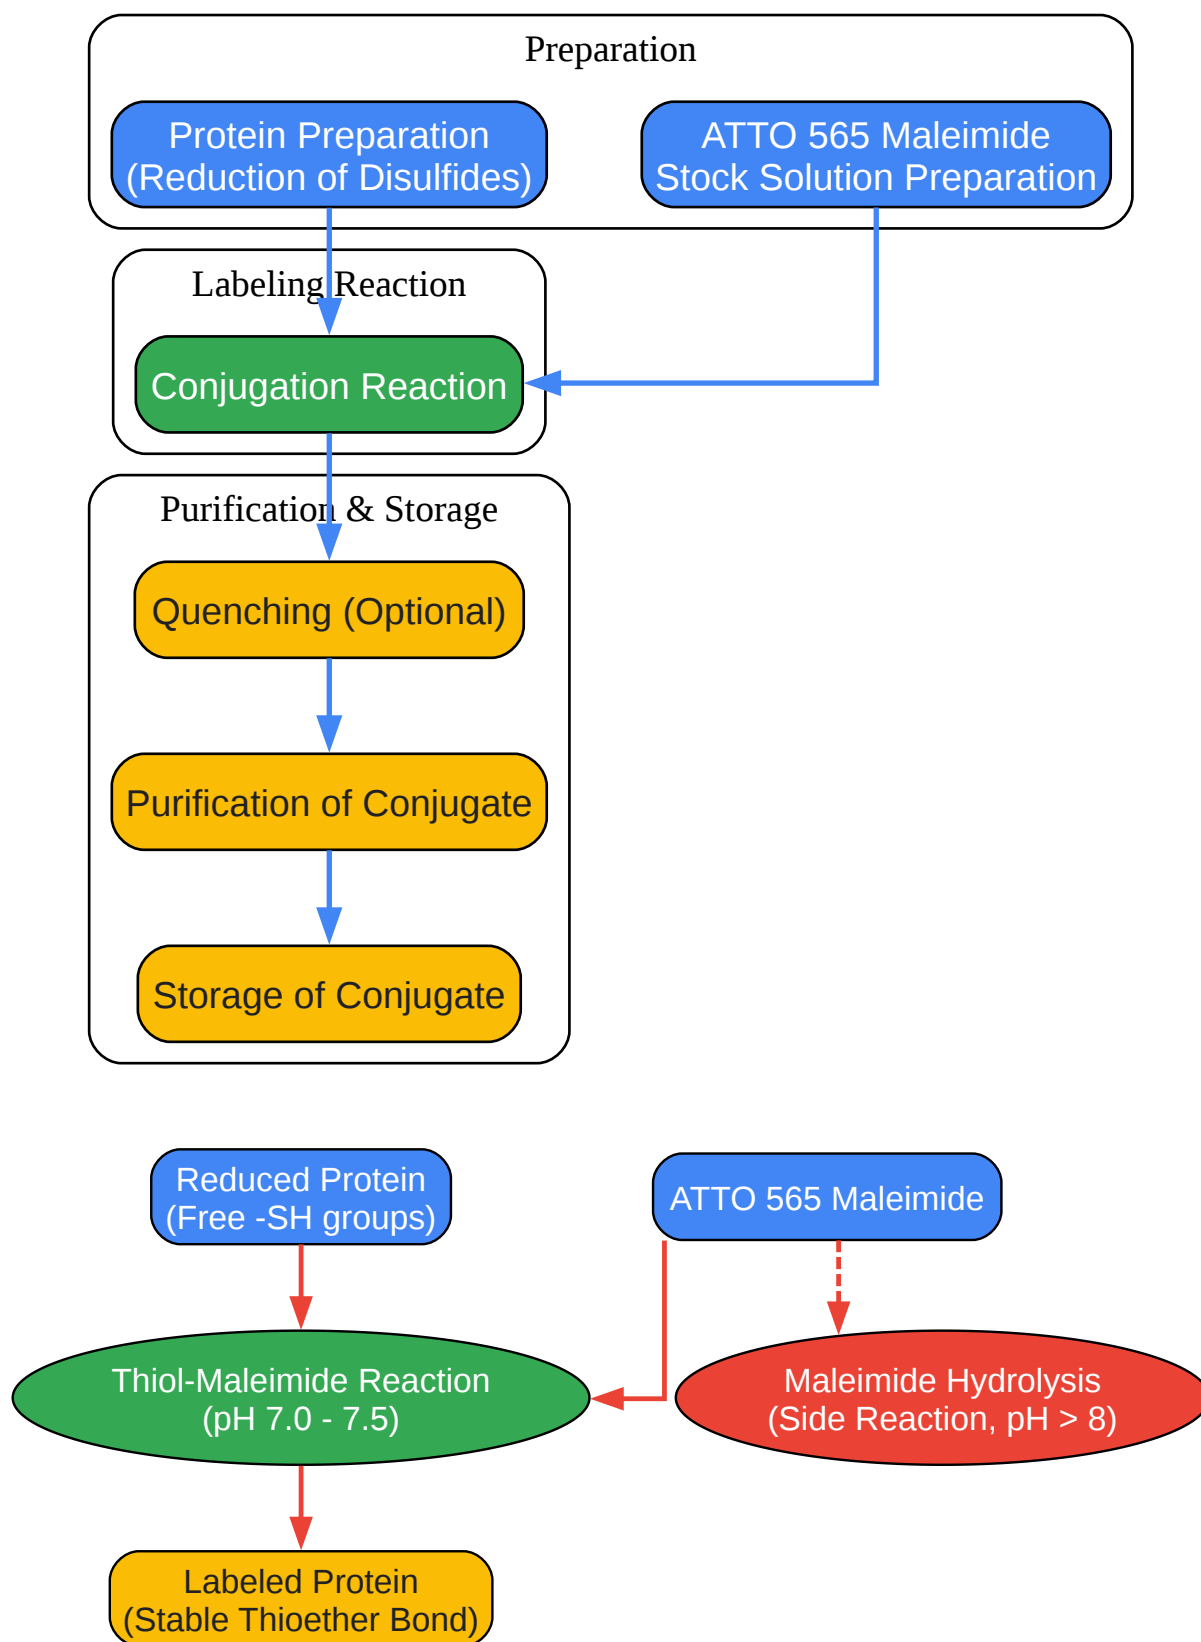 Preparation
Protein Preparation
(Reduction of Disulfides)
ATTO 565 Maleimide
Stock Solution Preparation
Labeling Reaction
Conjugation Reaction
Purification & Storage
Quenching (Optional)
Purification of Conjugate
Storage of Conjugate
Reduced Protein
(Free -SH groups)
ATTO 565 Maleimide
Thiol-Maleimide Reaction
(pH 7.0 - 7.5)
Maleimide Hydrolysis
(Side Reaction, pH > 8)
Labeled Protein
(Stable Thioether Bond)